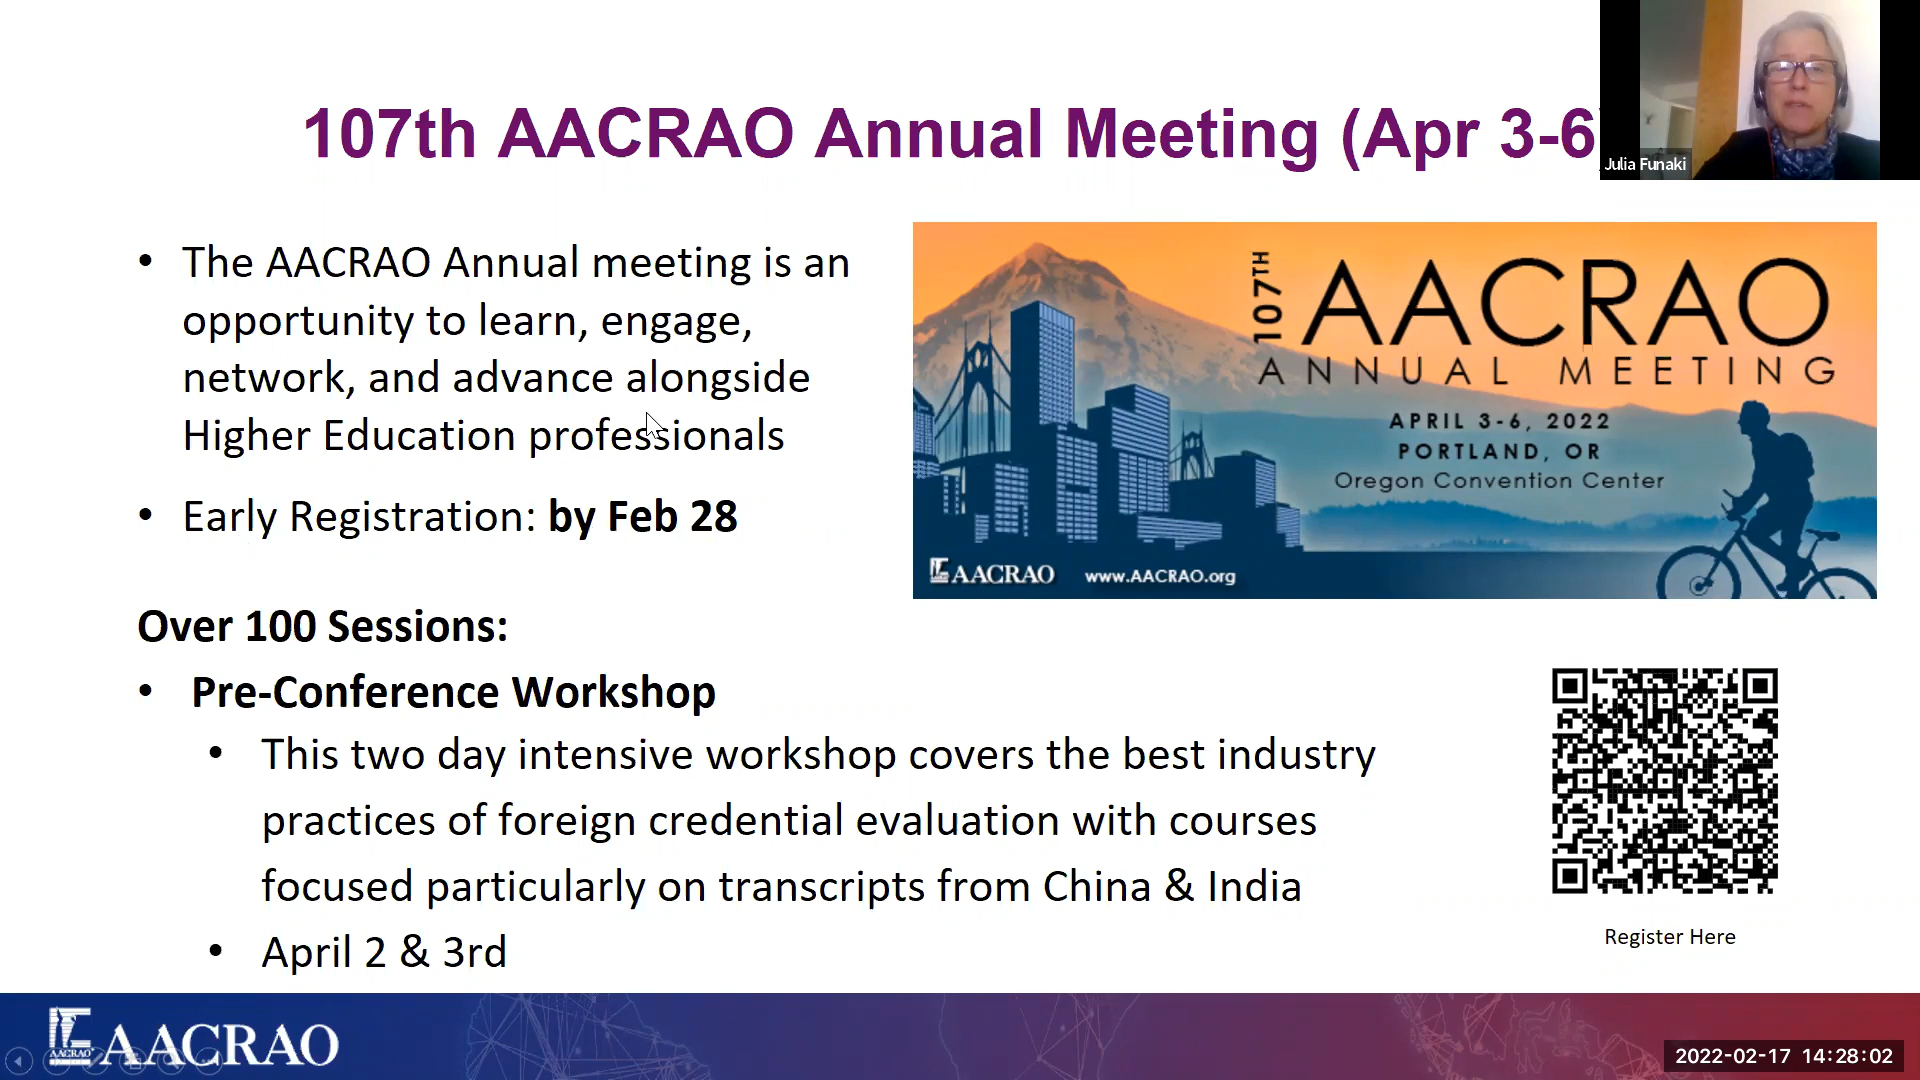 107th AACRAO Annual Meeting (Apr 3-6
Julia Funaki
• The AACRAO Annual meeting is an
opportunity to learn, engage,
network, and advance alongside
Higher Education professionals
• Early Registration: by Feb 28
107TH AACRAO
ANNUAL MEETING
APRIL 3-6, 2022
PORTLAND, OR
Oregon Convention Center
AACRAO www.AACRAO.org
Over 100 Sessions:
• Pre-Conference Workshop
• This two day intensive workshop covers the best industry
practices of foreign credential evaluation with courses
focused particularly on transcripts from China & India
• April 2 & 3rd
Register Here
AACRAO AACRAO
2022-02-17 14:28:02